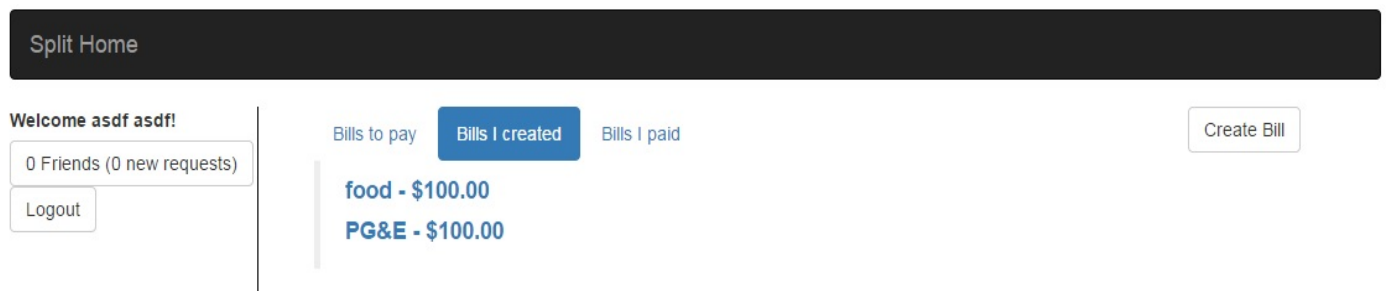 Split Home
Welcome asdf asdf!
0 Friends (0 new requests)
Logout
Bills to pay Bills I created Bills I paid
Create Bill
food - $100.00
PG&E - $100.00